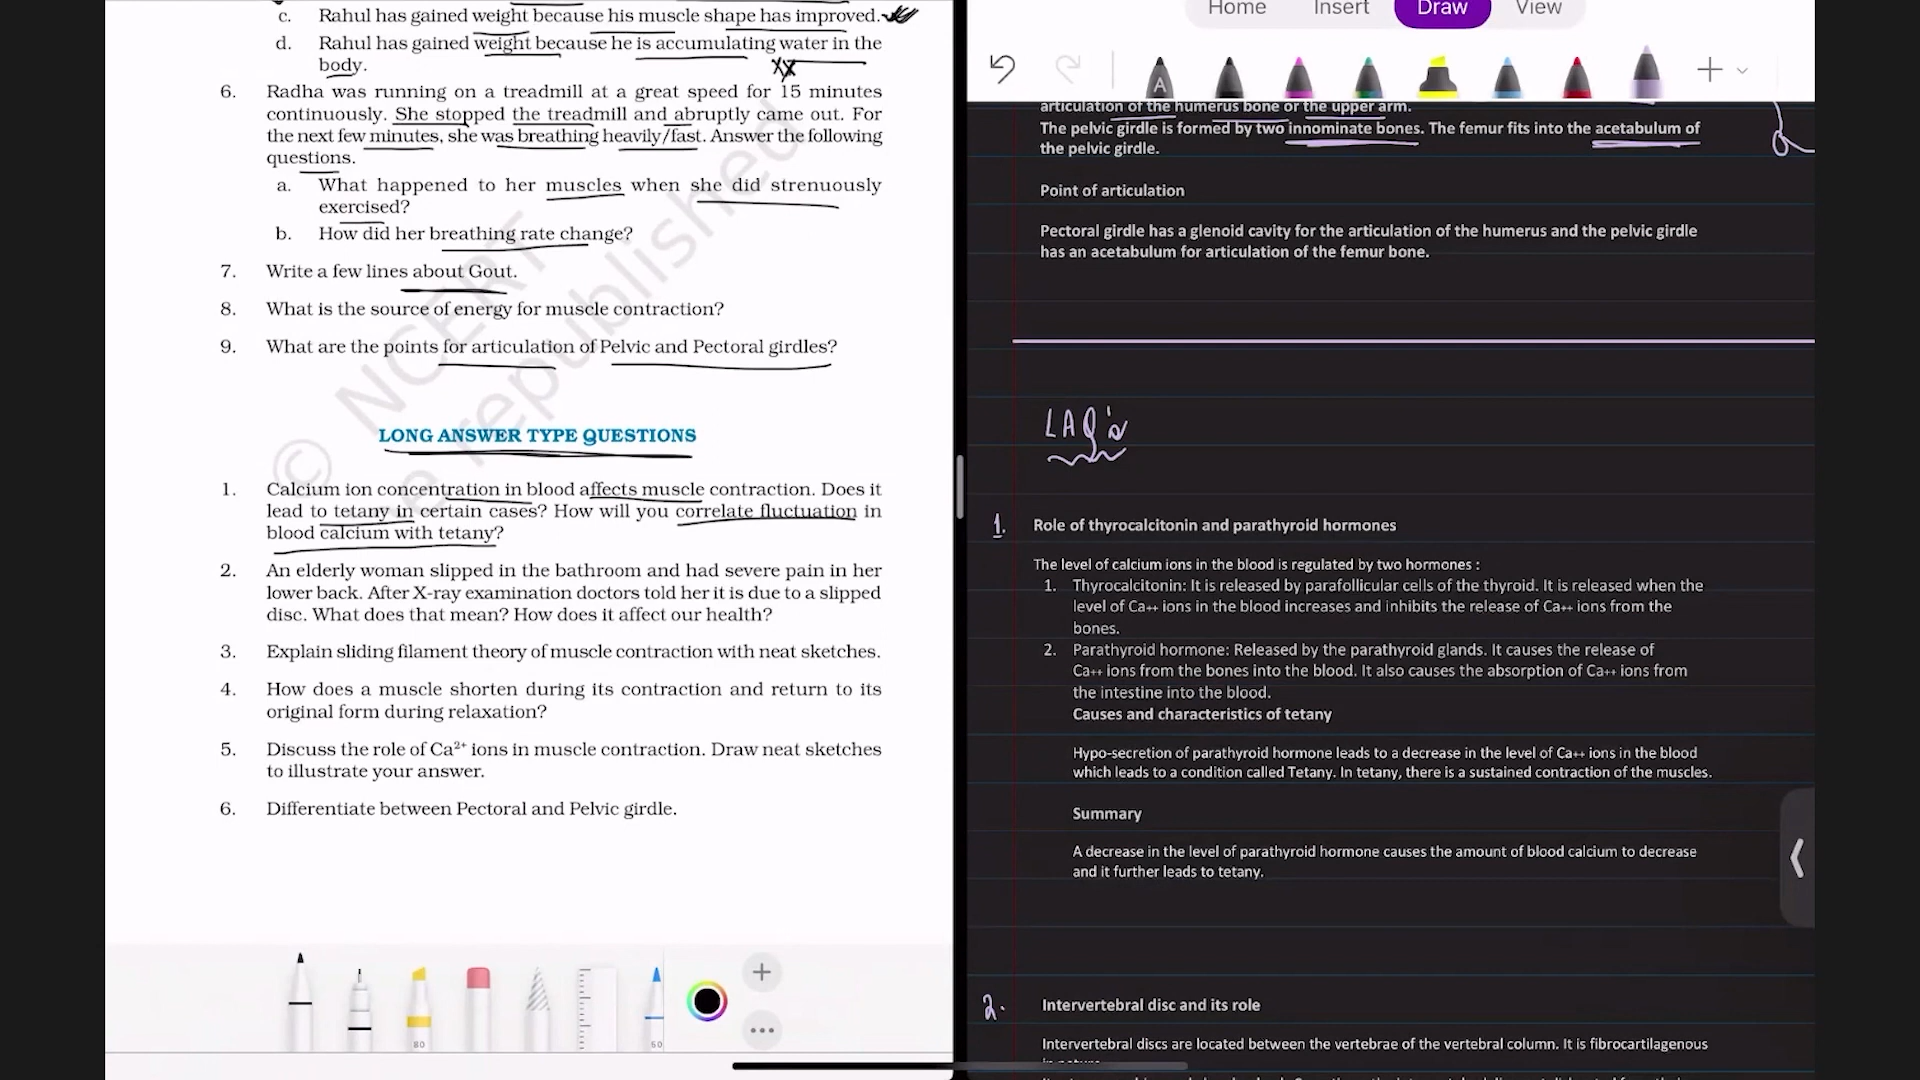 c. Rahul has gained weight because his muscle shape has improved.
d. Rahul has gained weight because he is accumulating water in the
body.
6. Radha was running on a treadmill at a great speed for 15 minutes
continuously. She stopped the treadmill and abruptly came out. For
the next few minutes, she was breathing heavily/fast. Answer the following
questions.
a. What happened to her muscles when she did strenuously
exercised?
b. How did her breathing rate change?
7. Write a few lines about Gout.
8. What is the source of energy for muscle contraction?
9. What are the points for articulation of Pelvic and Pectoral girdles?
© NCERT
republished
LONG ANSWER TYPE QUESTIONS
1. Calcium ion concentration in blood affects muscle contraction. Does it
lead to tetany in certain cases? How will you correlate fluctuation in
blood calcium with tetany?
2. An elderly woman slipped in the bathroom and had severe pain in her
lower back. After X-ray examination doctors told her it is due to a slipped
disc. What does that mean? How does it affect our health?
3. Explain sliding filament theory of muscle contraction with neat sketches.
4. How does a muscle shorten during its contraction and return to its
original form during relaxation?
5. Discuss the role of Ca²⁺ ions in muscle contraction. Draw neat sketches
to illustrate your answer.
6. Differentiate between Pectoral and Pelvic girdle.
80
50
Home Insert Draw View
A
articulation of the humerus bone or the upper arm.
The pelvic girdle is formed by two innominate bones. The femur fits into the acetabulum of
the pelvic girdle.
Point of articulation
Pectoral girdle has a glenoid cavity for the articulation of the humerus and the pelvic girdle
has an acetabulum for articulation of the femur bone.
LAQ's
1. Role of thyrocalcitonin and parathyroid hormones
The level of calcium ions in the blood is regulated by two hormones :
1. Thyrocalcitonin: It is released by parafollicular cells of the thyroid. It is released when the
level of Ca++ ions in the blood increases and inhibits the release of Ca++ ions from the
bones.
2. Parathyroid hormone: Released by the parathyroid glands. It causes the release of
Ca++ ions from the bones into the blood. It also causes the absorption of Ca++ ions from
the intestine into the blood.
Causes and characteristics of tetany
Hypo-secretion of parathyroid hormone leads to a decrease in the level of Ca++ ions in the blood
which leads to a condition called Tetany. In tetany, there is a sustained contraction of the muscles.
Summary
A decrease in the level of parathyroid hormone causes the amount of blood calcium to decrease
and it further leads to tetany.
2. Intervertebral disc and its role
Intervertebral discs are located between the vertebrae of the vertebral column. It is fibrocartilagenous